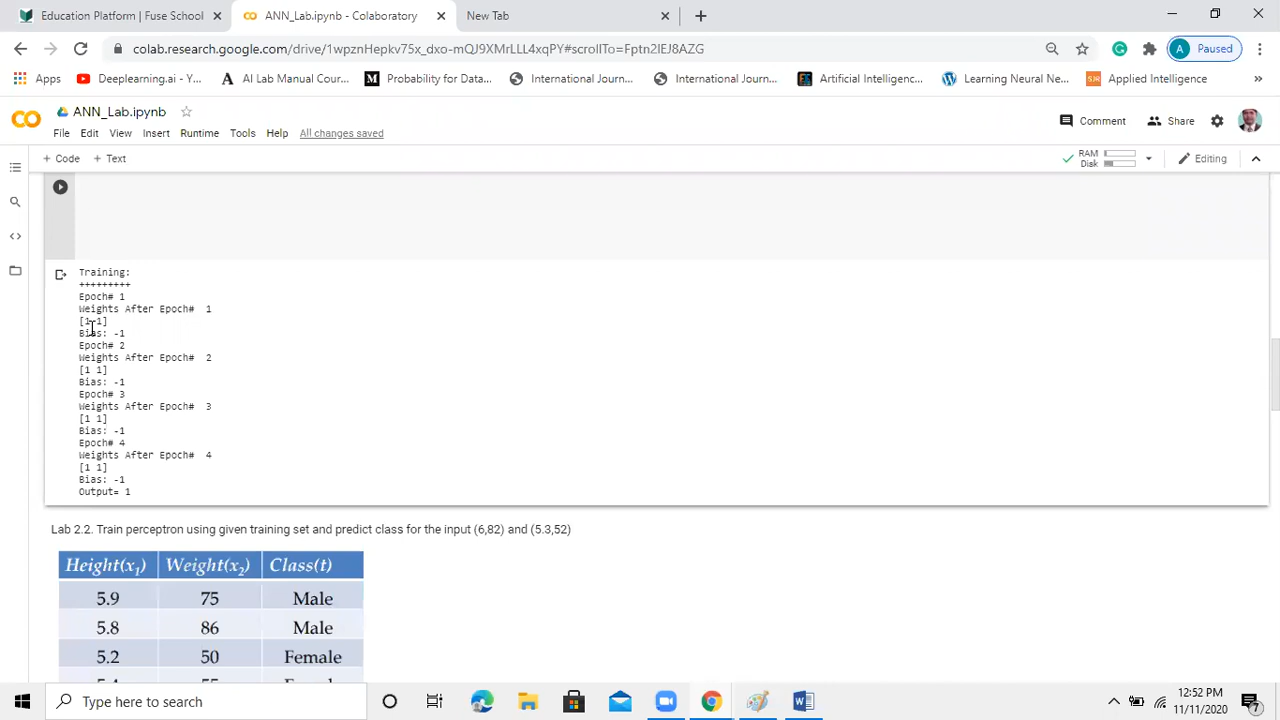 Education Platform | Fuse School
ANN_Lab.ipynb - Colaboratory
New Tab
colab.research.google.com/drive/1wpznHepkv75x_dxo-mQJ9XMrLLL4xqPY#scrollTo=Fptn2lEJ8AZG
A Paused
Apps
Deeplearning.ai - Y...
AI Lab Manual Cour...
Probability for Dat...
International Journ...
International Journ...
Artificial Intelligenc...
Learning Neural Ne...
Applied Intelligence
»
ANN_Lab.ipynb
Comment
Share
File Edit View Insert Runtime Tools Help All changes saved
+ Code + Text
RAM
Disk
Editing
Training:
+++++++++
Epoch# 1
Weights After Epoch# 1
[1 1]
Bias: -1
Epoch# 2
Weights After Epoch# 2
[1 1]
Bias: -1
Epoch# 3
Weights After Epoch# 3
[1 1]
Bias: -1
Epoch# 4
Weights After Epoch# 4
[1 1]
Bias: -1
Output= 1
Lab 2.2. Train perceptron using given training set and predict class for the input (6,82) and (5.3,52)
Height(x₁) Weight(x₂) Class(t)
5.9 75 Male
5.8 86 Male
5.2 50 Female
Type here to search
12:52 PM
11/11/2020
7